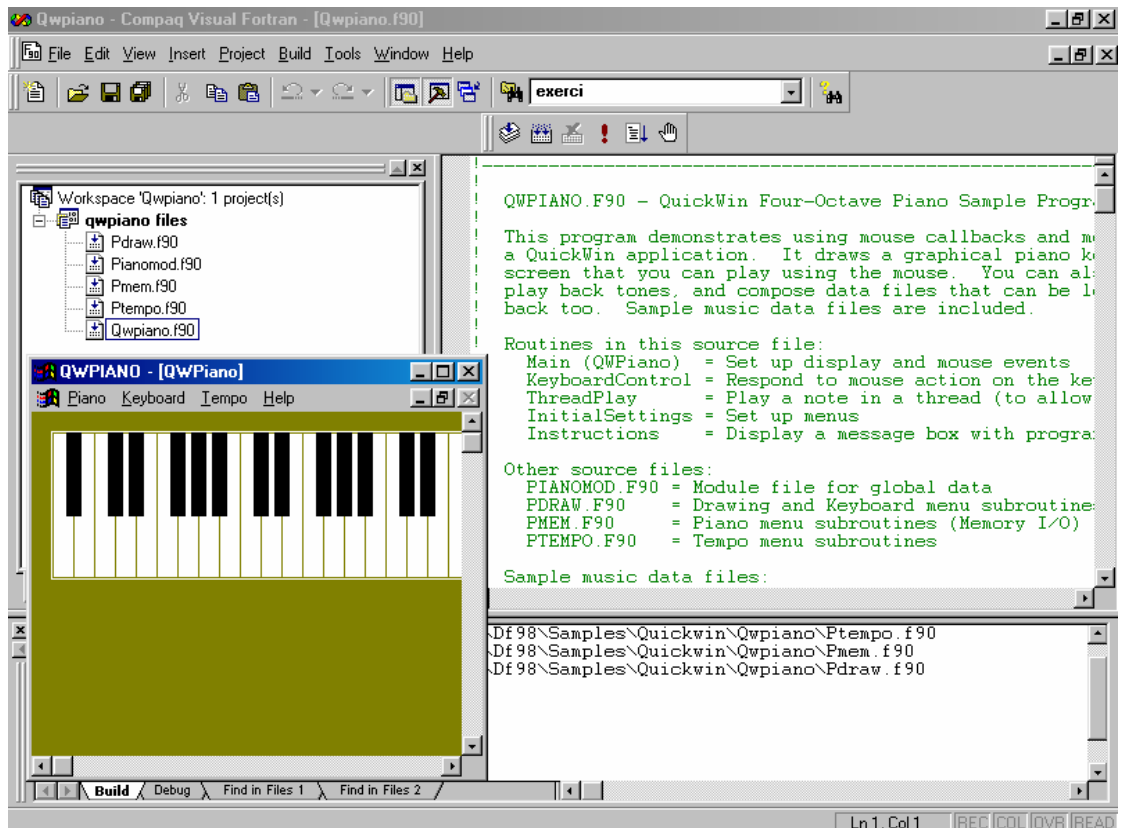 Qwpiano - Compaq Visual Fortran - [Qwpiano.f90]
File Edit View Insert Project Build Tools Window Help
exerci
Workspace 'Qwpiano': 1 project(s)
qwpiano files
Pdraw.f90
Pianomod.f90
Pmem.f90
Ptempo.f90
Qwpiano.f90
!-----------------------------------------------------------
!
! QWPIANO.F90 - QuickWin Four-Octave Piano Sample Progr
!
! This program demonstrates using mouse callbacks and
! a QuickWin application. It draws a graphical piano
! screen that you can play using the mouse. You can
! play back tones, and compose data files that can be
! back too. Sample music data files are included.
!
! Routines in this source file:
Main (QWPiano) = Set up display and mouse events
KeyboardControl = Respond to mouse action on the
ThreadPlay = Play a note in a thread (to allow
InitialSettings = Set up menus
Instructions = Display a message box with progra
Other source files:
PIANOMOD.F90 = Module file for global data
PDRAW.F90 = Drawing and Keyboard menu subroutine
PMEM.F90 = Piano menu subroutines (Memory I/O)
PTEMPO.F90 = Tempo menu subroutines
Sample music data files:
QWPIANO - [QWPiano]
Piano Keyboard Tempo Help
\Df98\Samples\Quickwin\Qwpiano\Ptempo.f90
\Df98\Samples\Quickwin\Qwpiano\Pmem.f90
\Df98\Samples\Quickwin\Qwpiano\Pdraw.f90
Build Debug Find in Files 1 Find in Files 2
Ln 1, Col 1 REC COL OVR READ